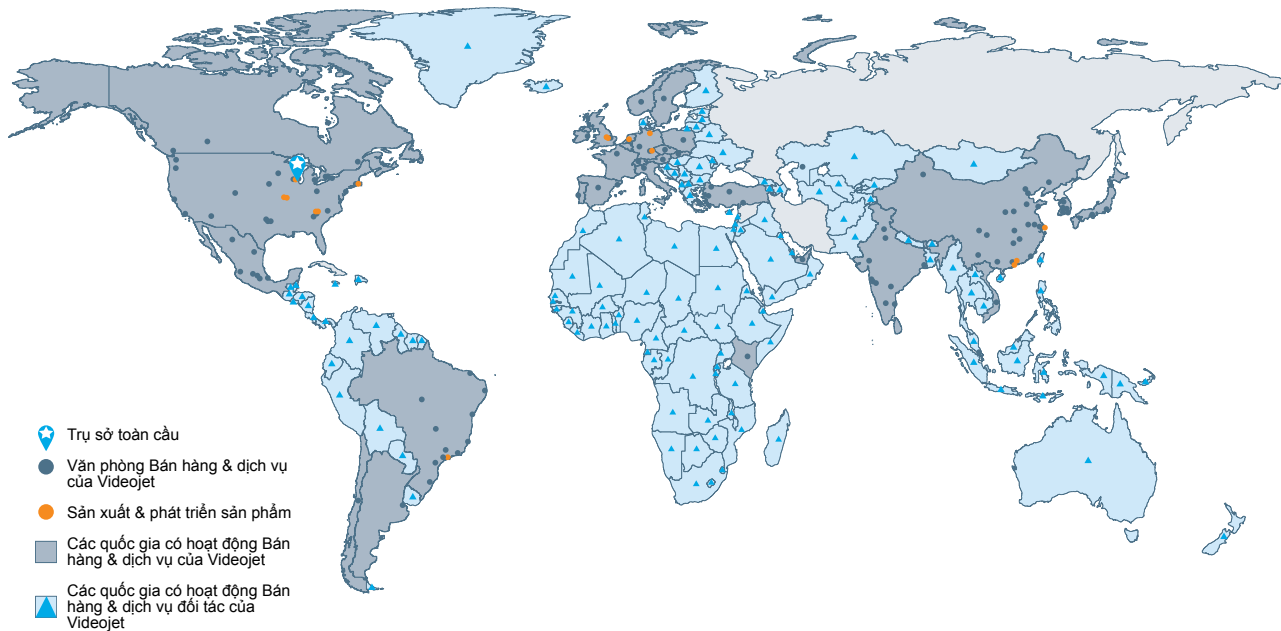 Trụ sở toàn cầu
Văn phòng Bán hàng & dịch vụ
của Videojet
Sản xuất & phát triển sản phẩm
Các quốc gia có hoạt động Bán
hàng & dịch vụ của Videojet
Các quốc gia có hoạt động Bán
hàng & dịch vụ đối tác của
Videojet